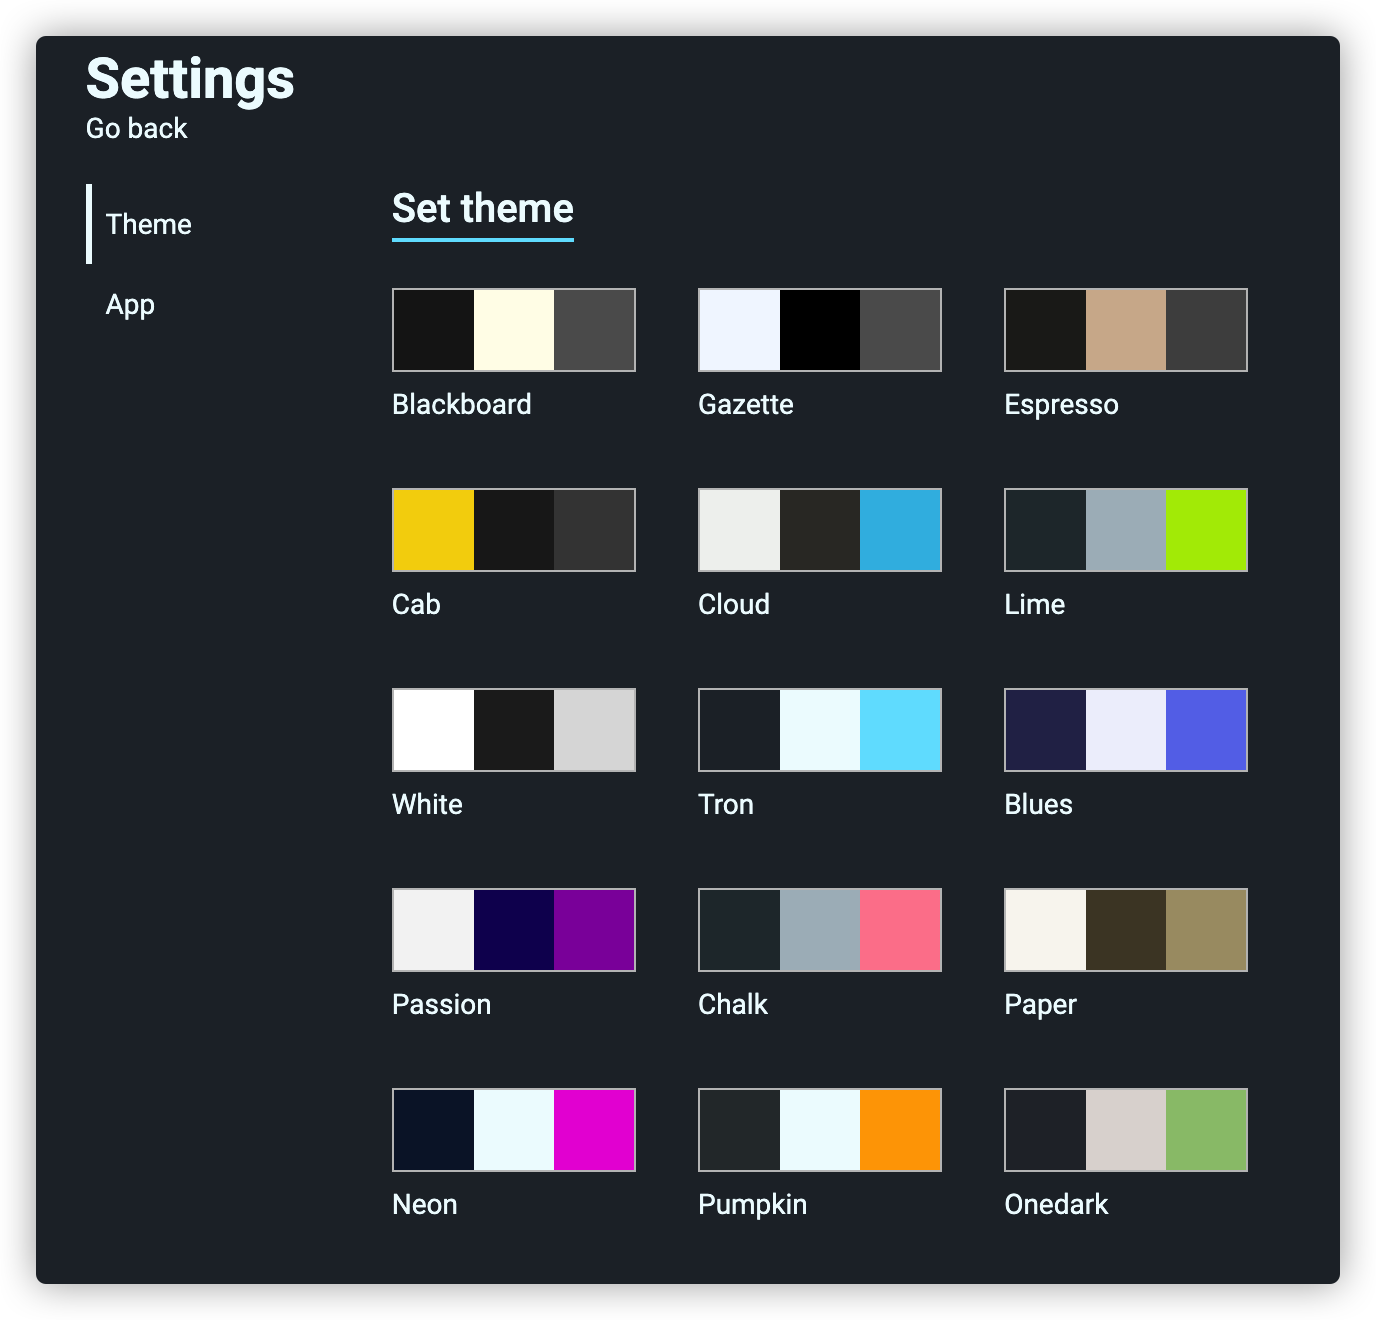 Settings
Go back
Theme
App
Set theme
Blackboard
Gazette
Espresso
Cab
Cloud
Lime
White
Tron
Blues
Passion
Chalk
Paper
Neon
Pumpkin
Onedark